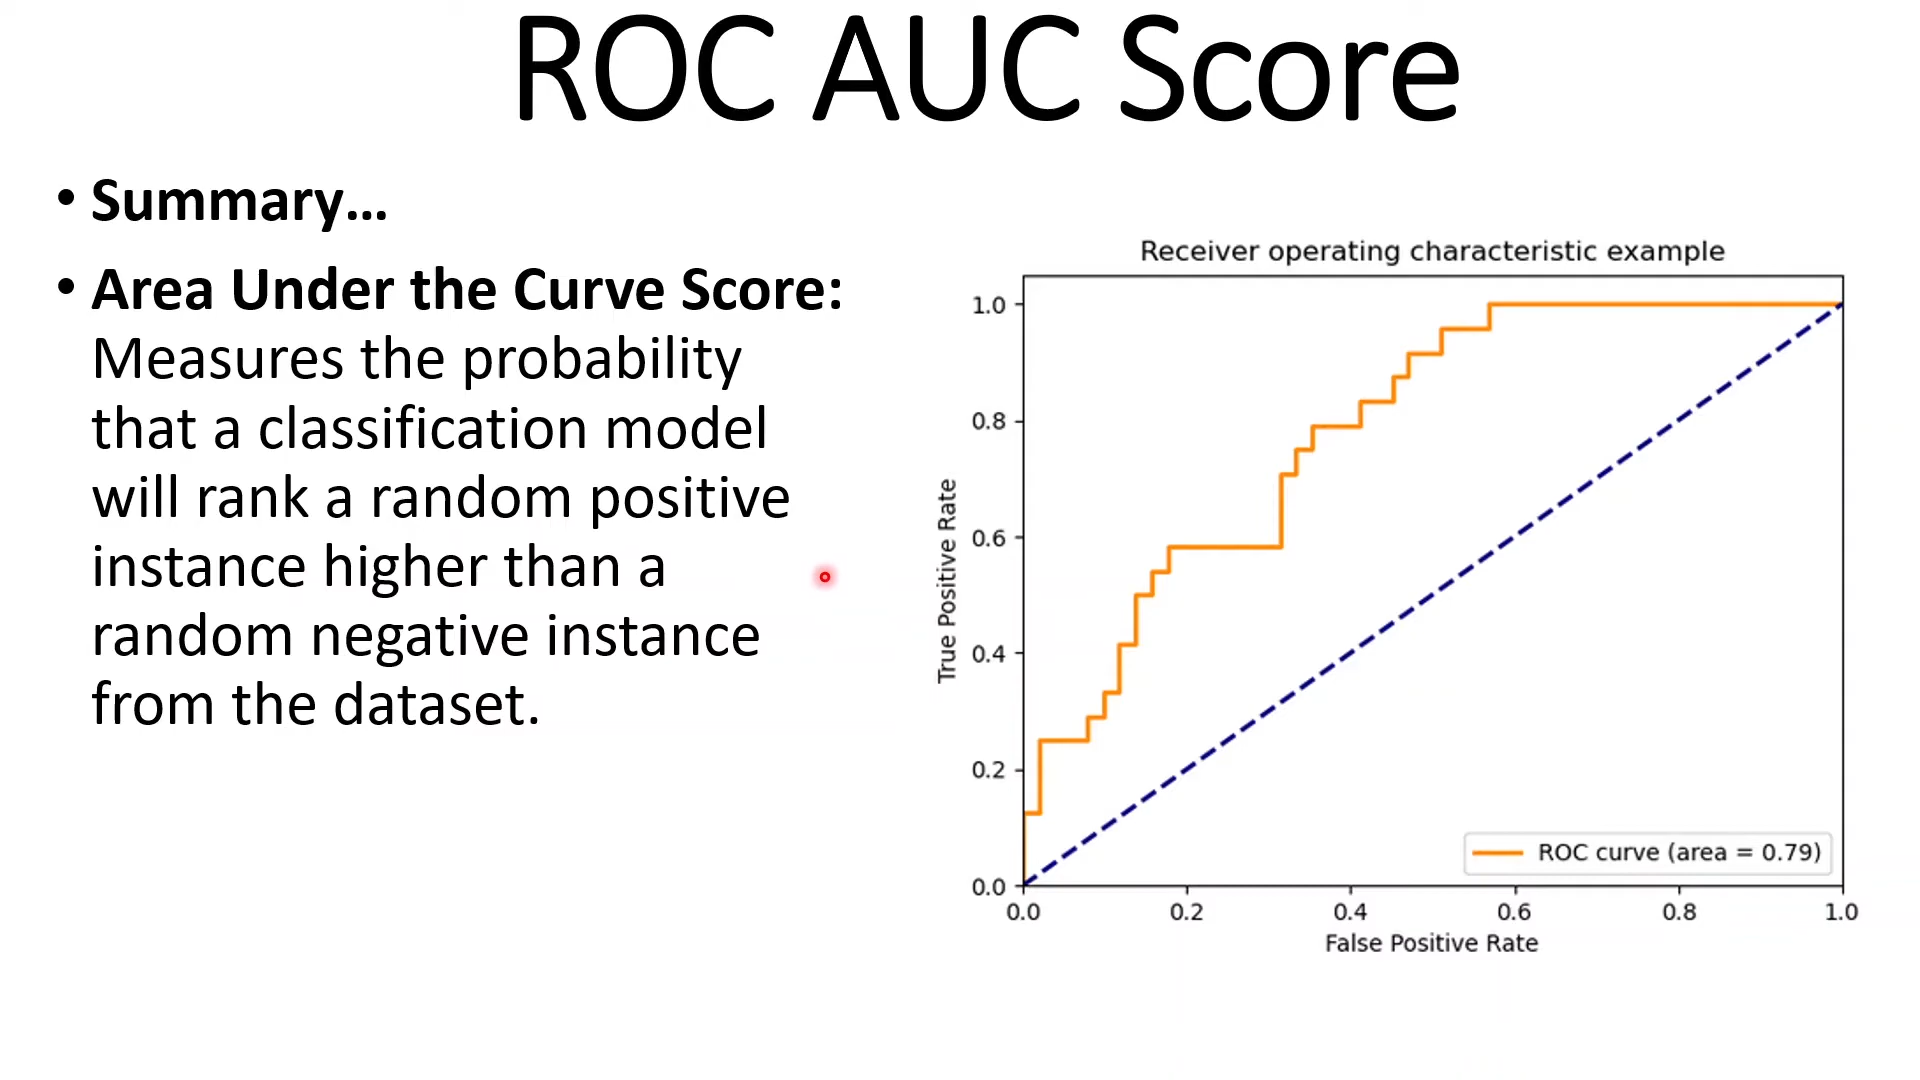 ROC AUC Score
• Summary...
• Area Under the Curve Score:
Measures the probability
that a classification model
will rank a random positive
instance higher than a
random negative instance
from the dataset.
Receiver operating characteristic example
True Positive Rate
1.0
0.8
0.6
0.4
0.2
0.0
ROC curve (area = 0.79)
0.0 0.2 0.4 0.6 0.8 1.0
False Positive Rate